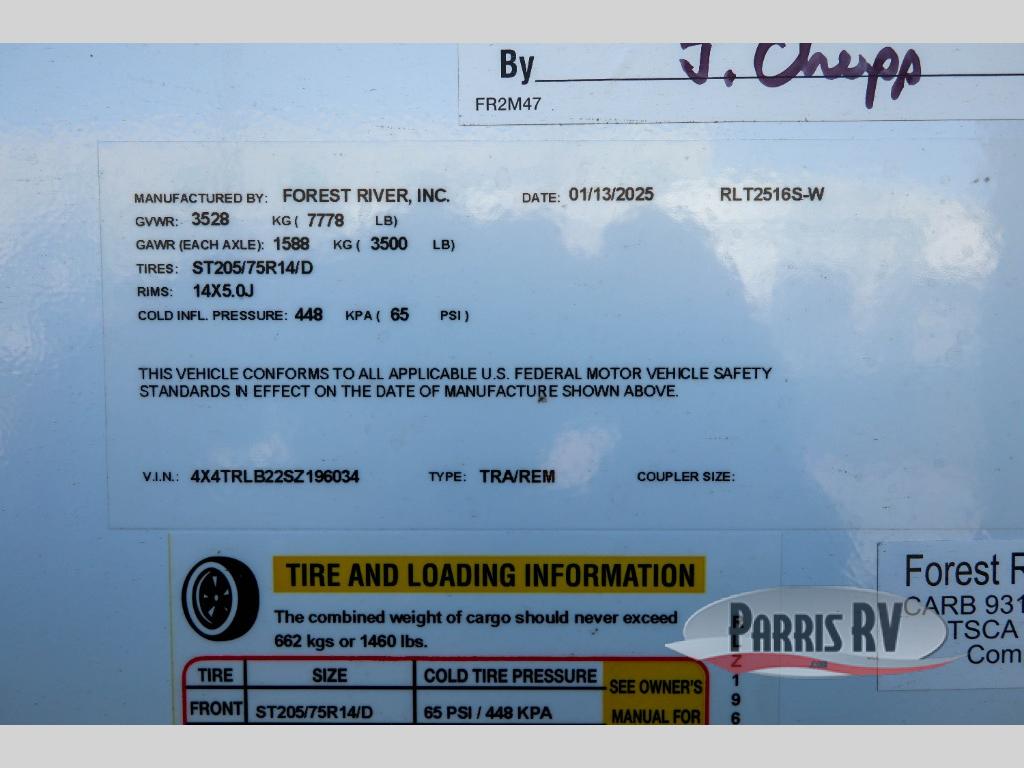 By J. Chupp
FR2M47
MANUFACTURED BY: FOREST RIVER, INC. DATE: 01/13/2025 RLT2516S-W
GVWR: 3528 KG ( 7778 LB)
GAWR (EACH AXLE): 1588 KG ( 3500 LB)
TIRES: ST205/75R14/D
RIMS: 14X5.0J
COLD INFL. PRESSURE: 448 KPA ( 65 PSI )
THIS VEHICLE CONFORMS TO ALL APPLICABLE U.S. FEDERAL MOTOR VEHICLE SAFETY
STANDARDS IN EFFECT ON THE DATE OF MANUFACTURE SHOWN ABOVE.
V.I.N.: 4X4TRLB22SZ196034 TYPE: TRA/REM COUPLER SIZE:
TIRE AND LOADING INFORMATION
The combined weight of cargo should never exceed
662 kgs or 1460 lbs.
TIRE SIZE COLD TIRE PRESSURE SEE OWNER'S
FRONT ST205/75R14/D 65 PSI / 448 KPA MANUAL FOR
LZ196
Forest R
CARB 931
TSCA
Com
PARRIS RV
.com